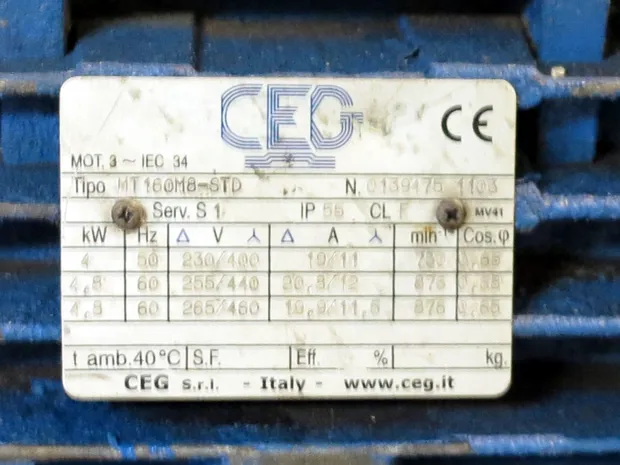 CEG
CE
MOT. 3 ~ IEC 34
Tipo MT160M8-STD N. 0139475 1103
Serv. S 1 IP 55 CL F MV41
kW Hz Δ V Y Δ A Y min⁻¹ Cos.φ
4 50 230/400 19/11
4,8 60 255/440 20,8/12 875
4,8 60 265/460 19,9/11,5 875
t amb.40°C S.F. Eff. % kg.
CEG s.r.l. - Italy - www.ceg.it